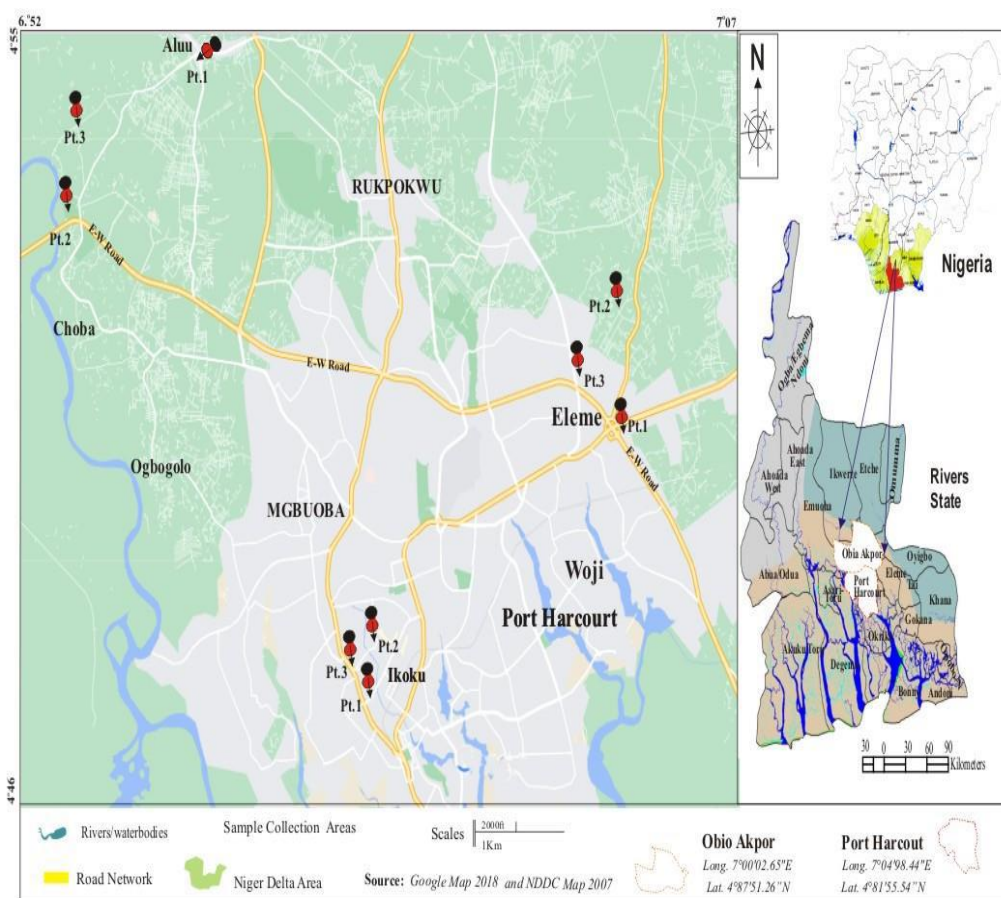 6.°52
7°07
4°55
4°46
Aluu
Pt.1
Pt.3
Pt.2
RUKPOKWU
E-W Road
Choba
E-W Road
Pt.2
Pt.3
Eleme
Pt.1
E-W Road
Ogbogolo
MGBUOBA
Woji
Port Harcourt
Pt.2
Pt.3
Ikoku
Pt.1
N
Nigeria
Ogba/Egbema
Ndoni
Ahoada
East
Ahoada
West
Ikwerre
Etche
Rivers
State
Emuoha
Obia Akpor
Oyigbo
Abua/Odua
Port
Harcourt
Eleme
Tai
Khana
Gokana
Akuku Toru
Degema
Okrika
Bonny
Andoni
30 0 30 60 90
Kilometers
Rivers/waterbodies
Sample Collection Areas
Scales
2000ft
1Km
Road Network
Niger Delta Area
Source: Google Map 2018 and NDDC Map 2007
Obio Akpor
Long. 7°00'02.65"E
Lat. 4°87'51.26"N
Port Harcout
Long. 7°04'98.44"E
Lat. 4°81'55.54"N